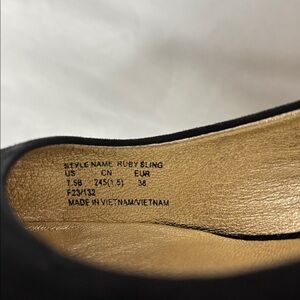 STYLE NAME RUBY SLING
US CN EUR
7.5B 245(1.5) 38
F23/132
MADE IN VIETNAM/VIETNAM